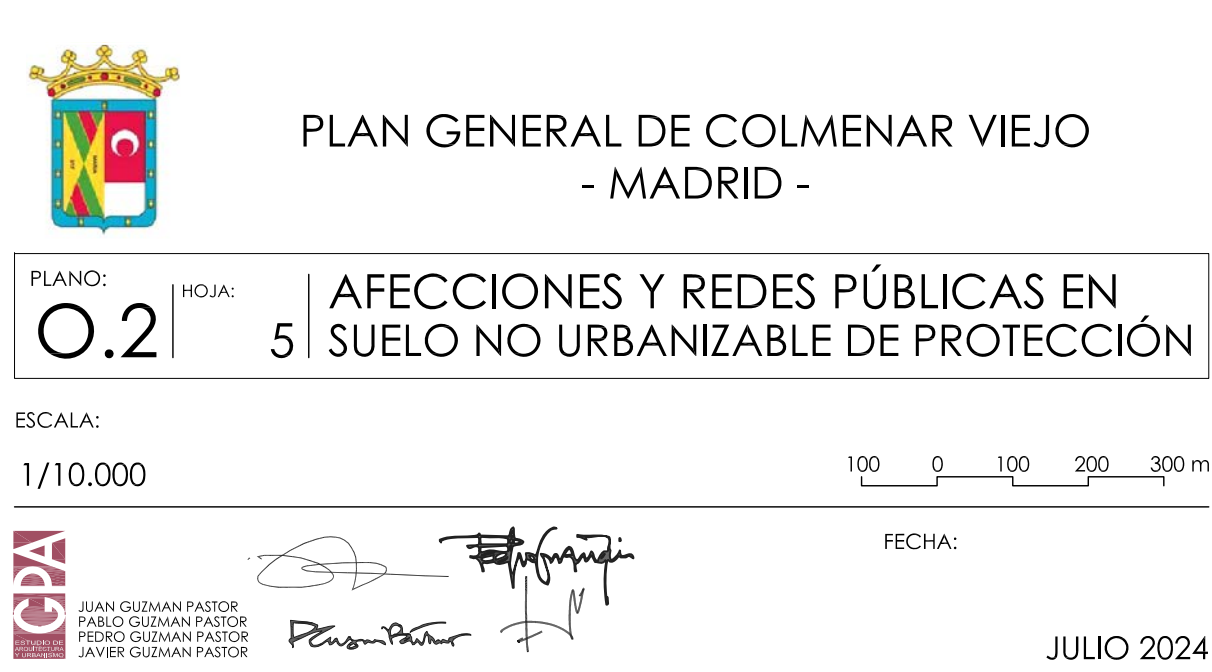 PLAN GENERAL DE COLMENAR VIEJO
- MADRID -
PLANO:
O.2
HOJA:
5
AFECCIONES Y REDES PÚBLICAS EN
SUELO NO URBANIZABLE DE PROTECCIÓN
ESCALA:
1/10.000
100 0 100 200 300 m
GPA
ESTUDIO DE
ARQUITECTURA
Y URBANISMO
JUAN GUZMAN PASTOR
PABLO GUZMAN PASTOR
PEDRO GUZMAN PASTOR
JAVIER GUZMAN PASTOR
FECHA:
JULIO 2024